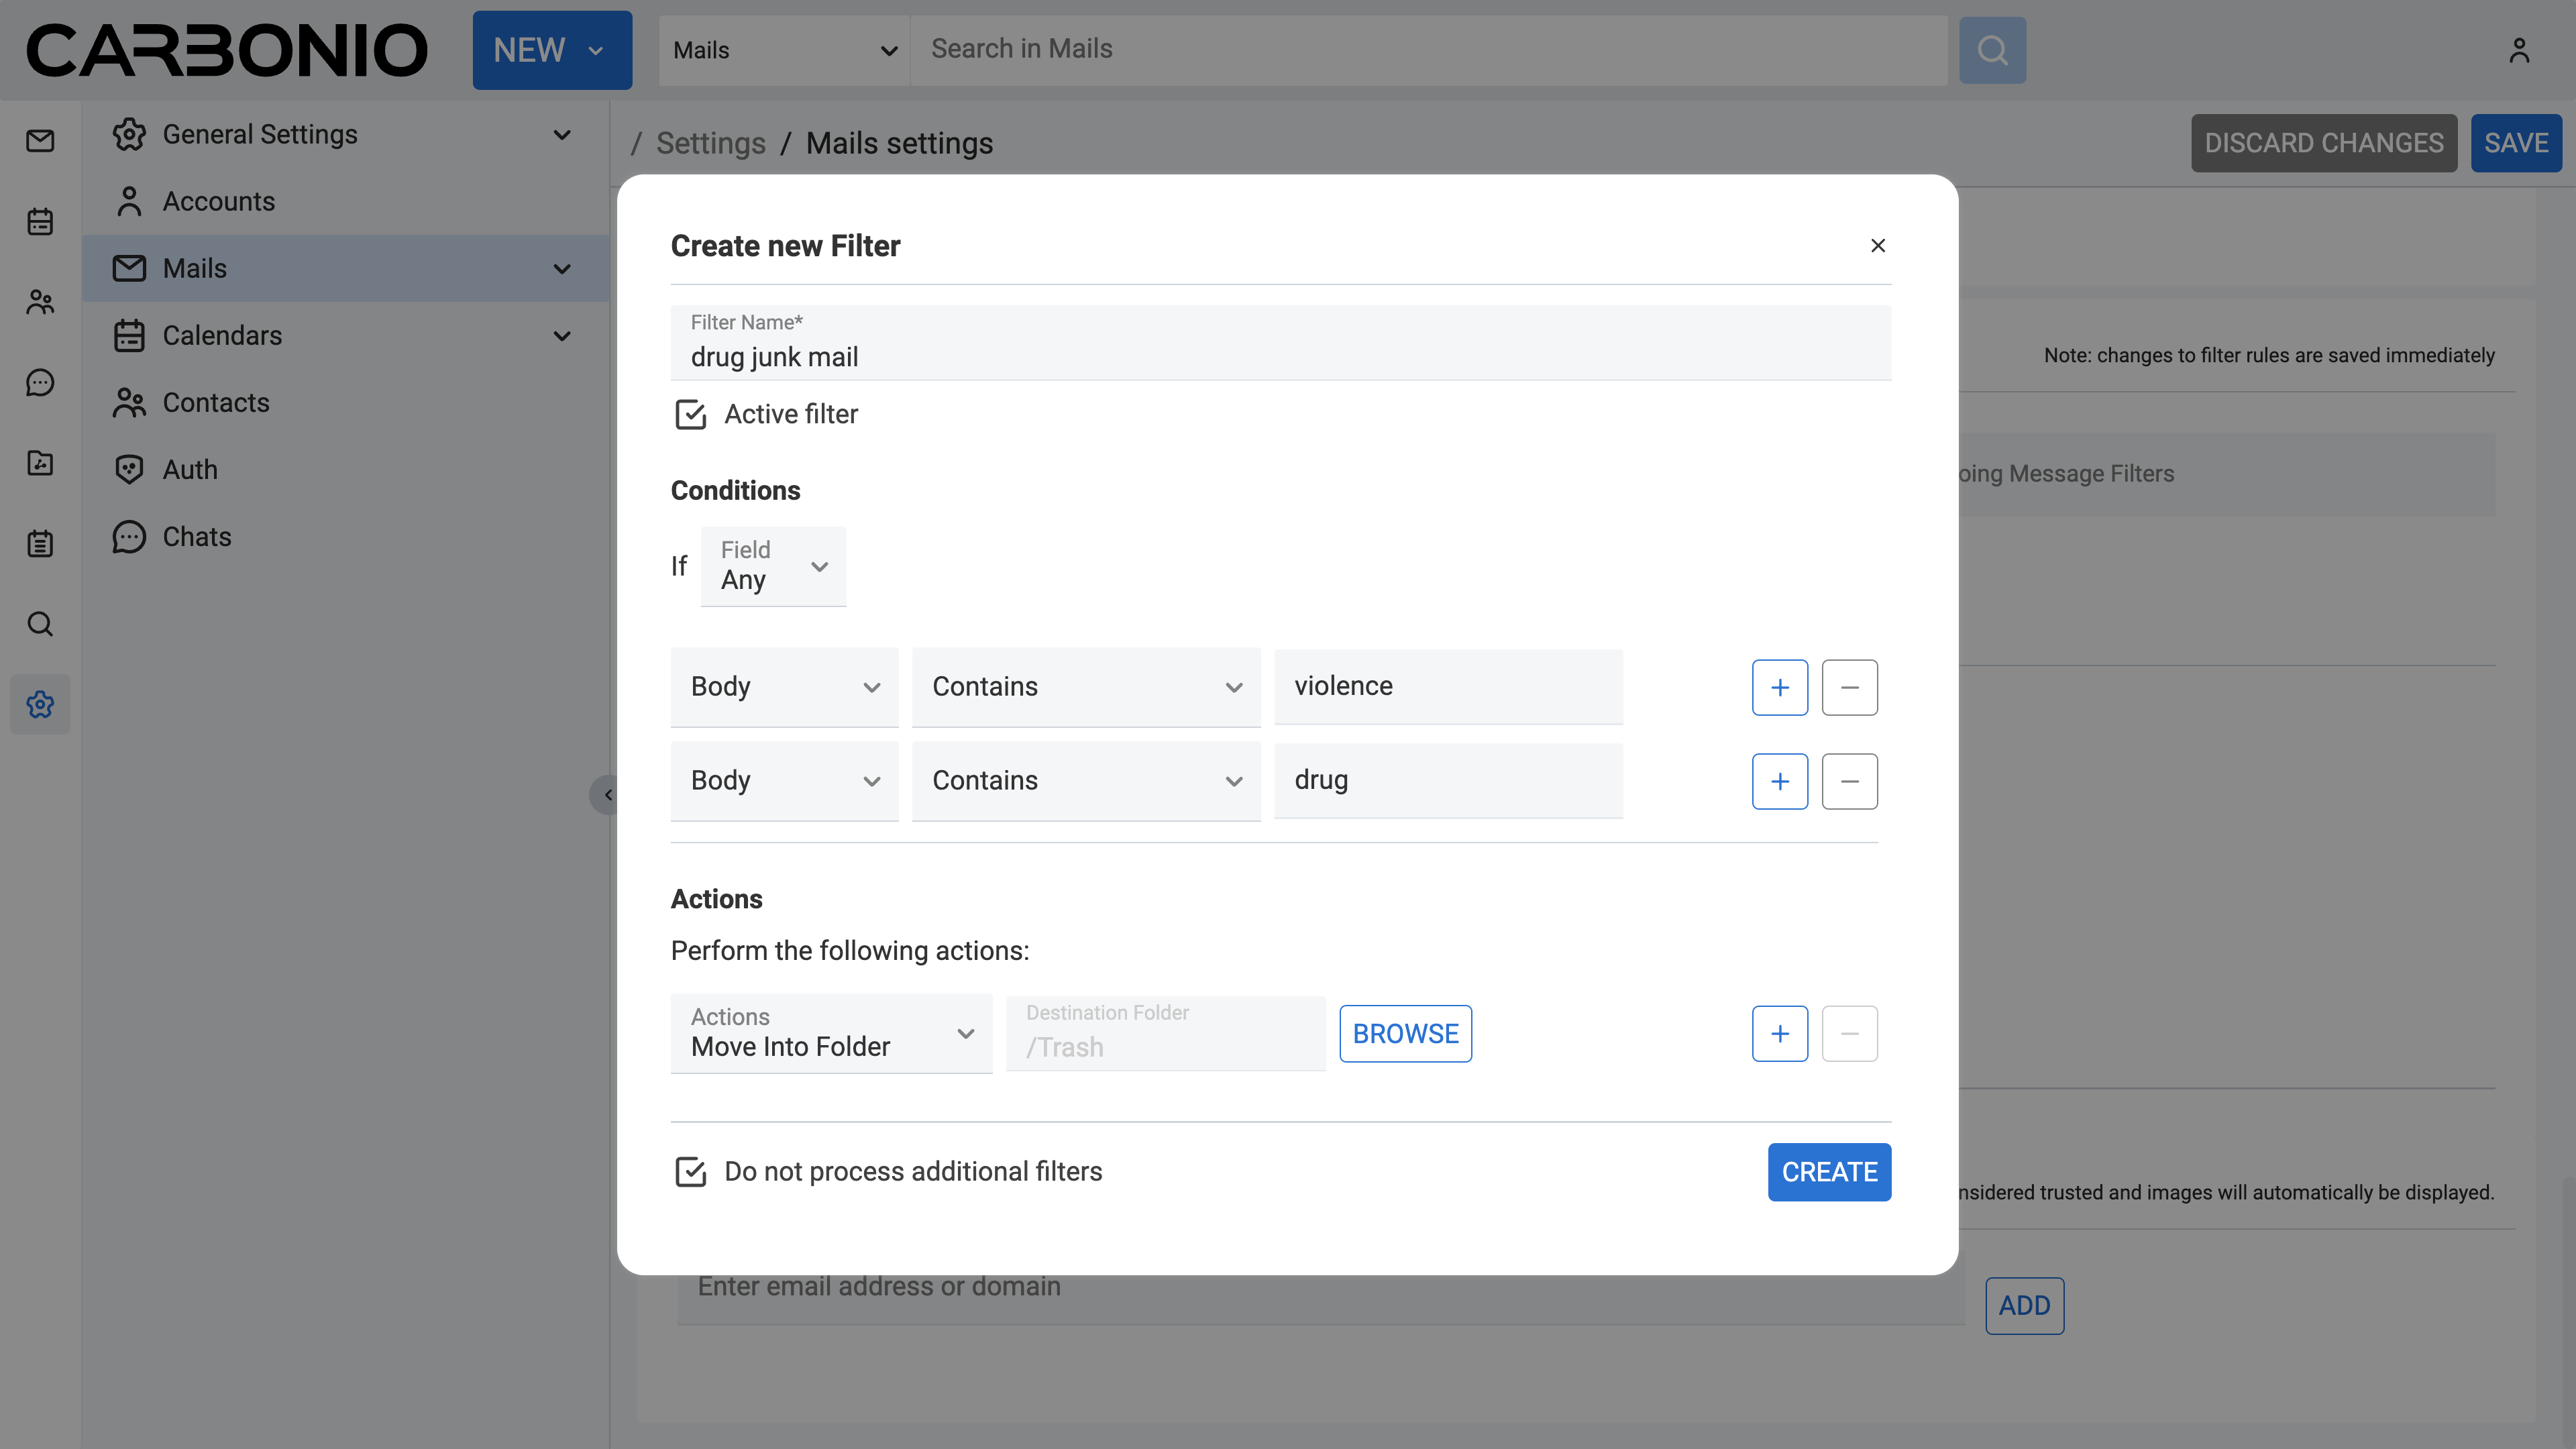 CARBONIO
NEW
Mails
Search in Mails
General Settings
Accounts
Mails
Calendars
Contacts
Auth
Chats
/ Settings / Mails settings
DISCARD CHANGES
SAVE
Note: changes to filter rules are saved immediately
oing Message Filters
Create new Filter
Filter Name*
drug junk mail
Active filter
Conditions
If
Field
Any
Body
Contains
violence
Body
Contains
drug
Actions
Perform the following actions:
Actions
Move Into Folder
Destination Folder
/Trash
BROWSE
Do not process additional filters
CREATE
nsidered trusted and images will automatically be displayed.
Enter email address or domain
ADD